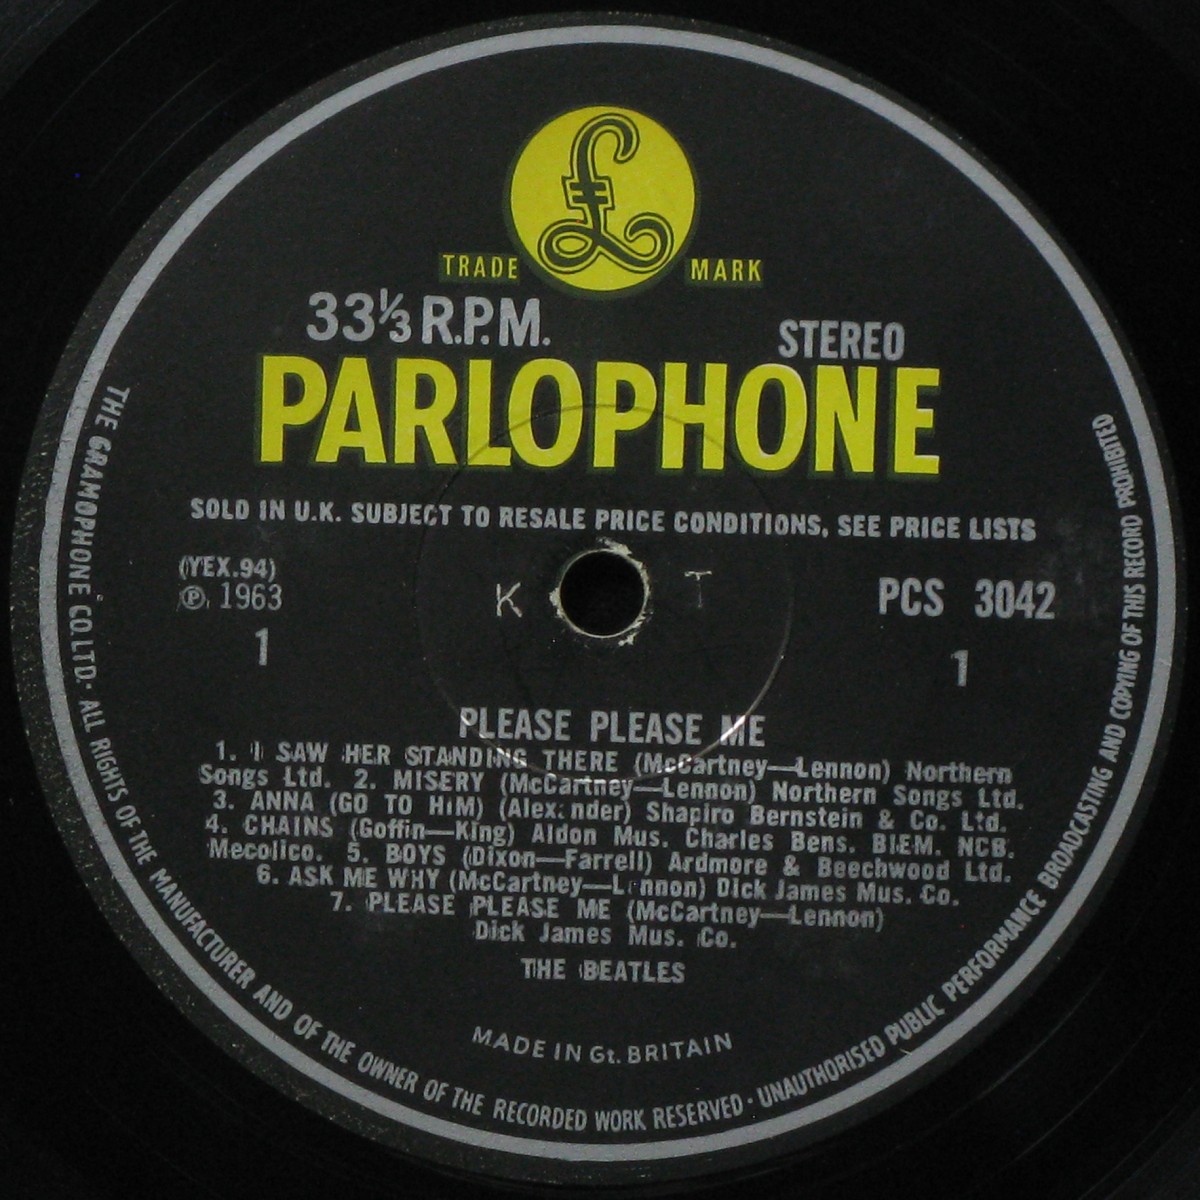 £
TRADE MARK
33⅓ R.P.M.
STEREO
PARLOPHONE
SOLD IN U.K. SUBJECT TO RESALE PRICE CONDITIONS, SEE PRICE LISTS
(YEX.94)
℗ 1963
PCS 3042
K T
1 1
PLEASE PLEASE ME
1. I SAW HER STANDING THERE (McCartney—Lennon) Northern
Songs Ltd. 2. MISERY (McCartney—Lennon) Northern Songs Ltd.
3. ANNA (GO TO HIM) (Alex nder) Shapiro Bernstein & Co. Ltd.
4. CHAINS (Goffin—King) Aldon Mus. Charles Bens. BIEM. NCB.
Mecolico. 5. BOYS (Dixon—Farrell) Ardmore & Beechwood Ltd.
6. ASK ME WHY (McCartney—L nnon) Dick James Mus. Co.
7. PLEASE PLEASE ME (McCartney—Lennon)
Dick James Mus. Co.
THE BEATLES
MADE IN Gt. BRITAIN
THE GRAMOPHONE CO. LTD · ALL RIGHTS OF THE MANUFACTURER AND OF THE OWNER OF THE RECORDED WORK RESERVED · UNAUTHORISED PUBLIC PERFORMANCE BROADCASTING AND COPYING OF THIS RECORD PROHIBITED